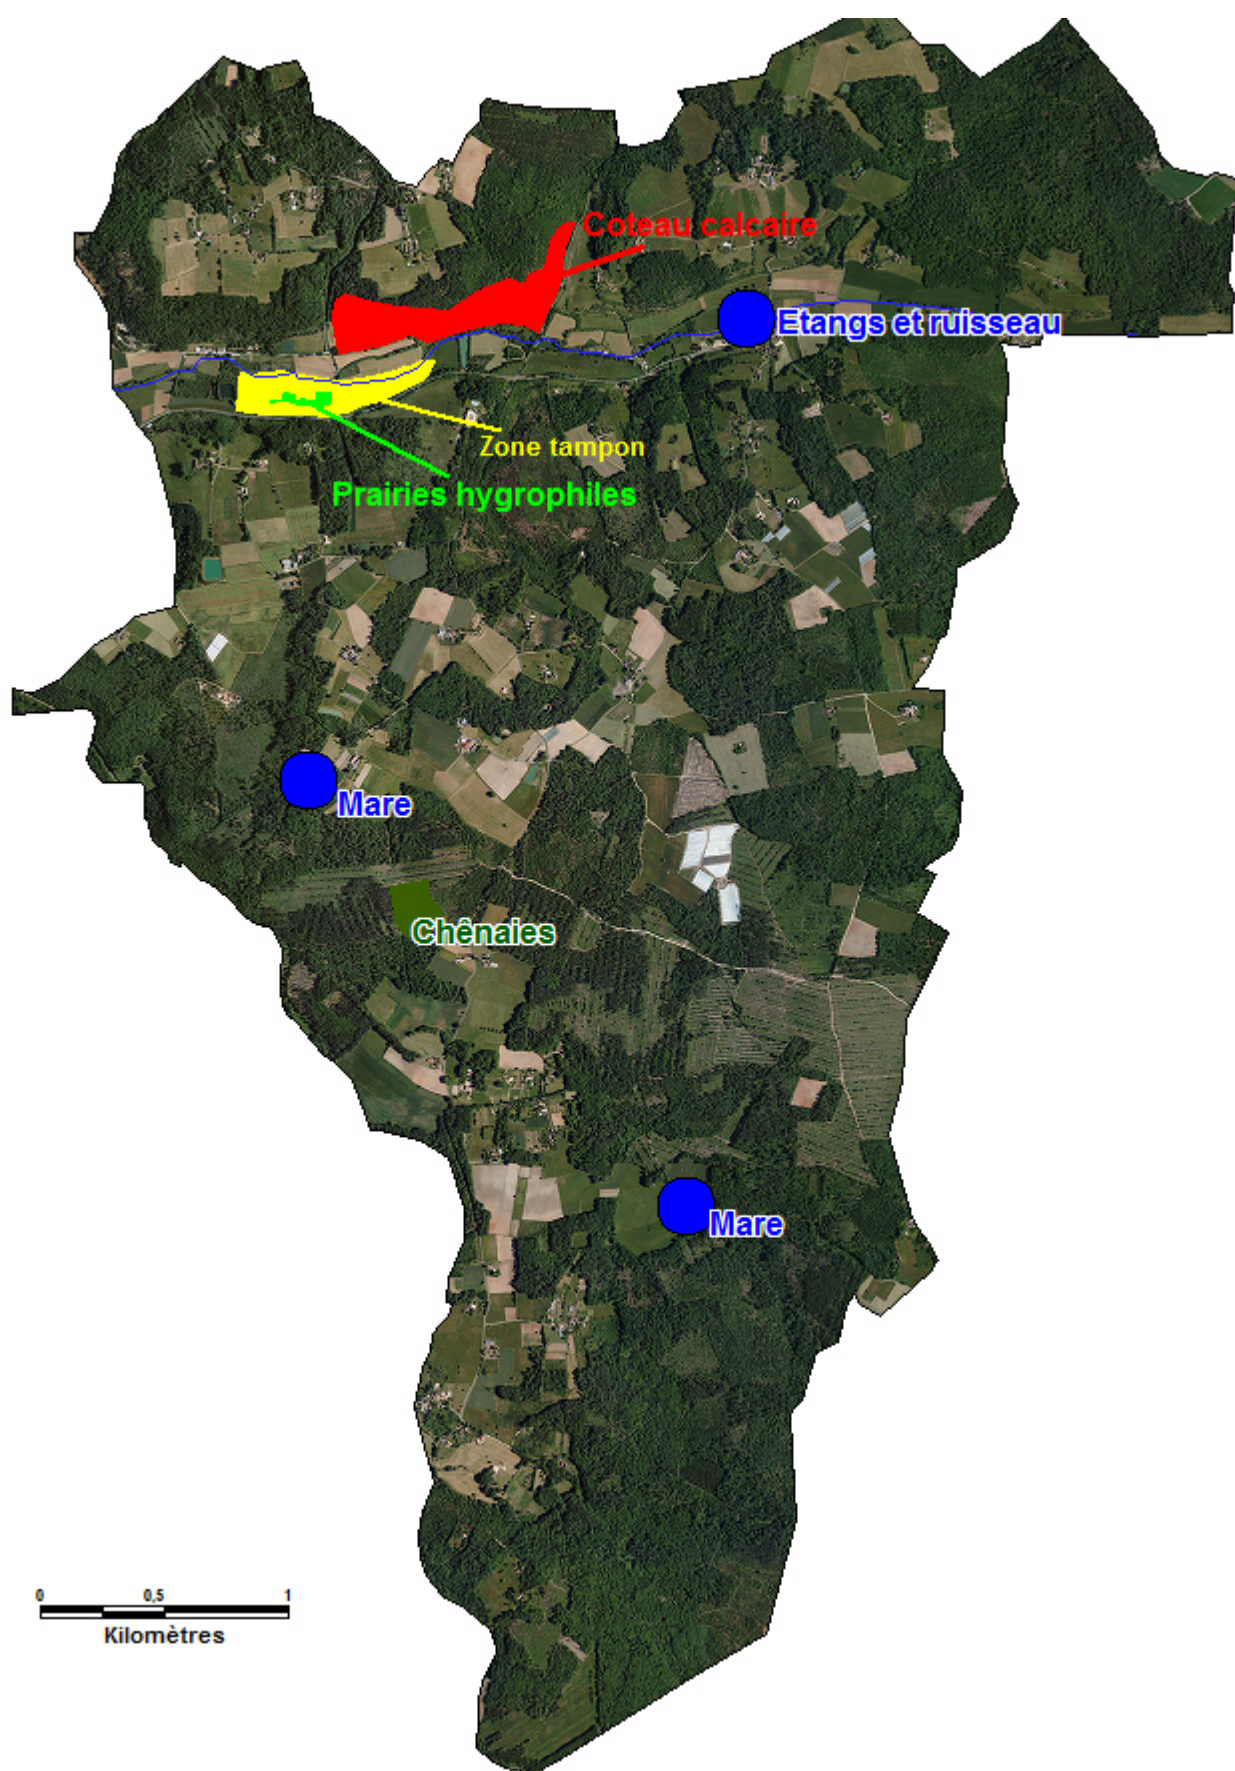 Coteau calcaire
Etangs et ruisseau
Zone tampon
Prairies hygrophiles
Mare
Chênaies
Mare
0 0,5 1
Kilomètres